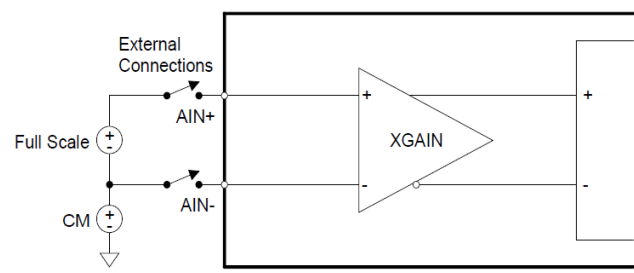 External
Connections
AIN+
+
+
XGAIN
Full Scale
+
-
AIN-
-
-
CM
+
-